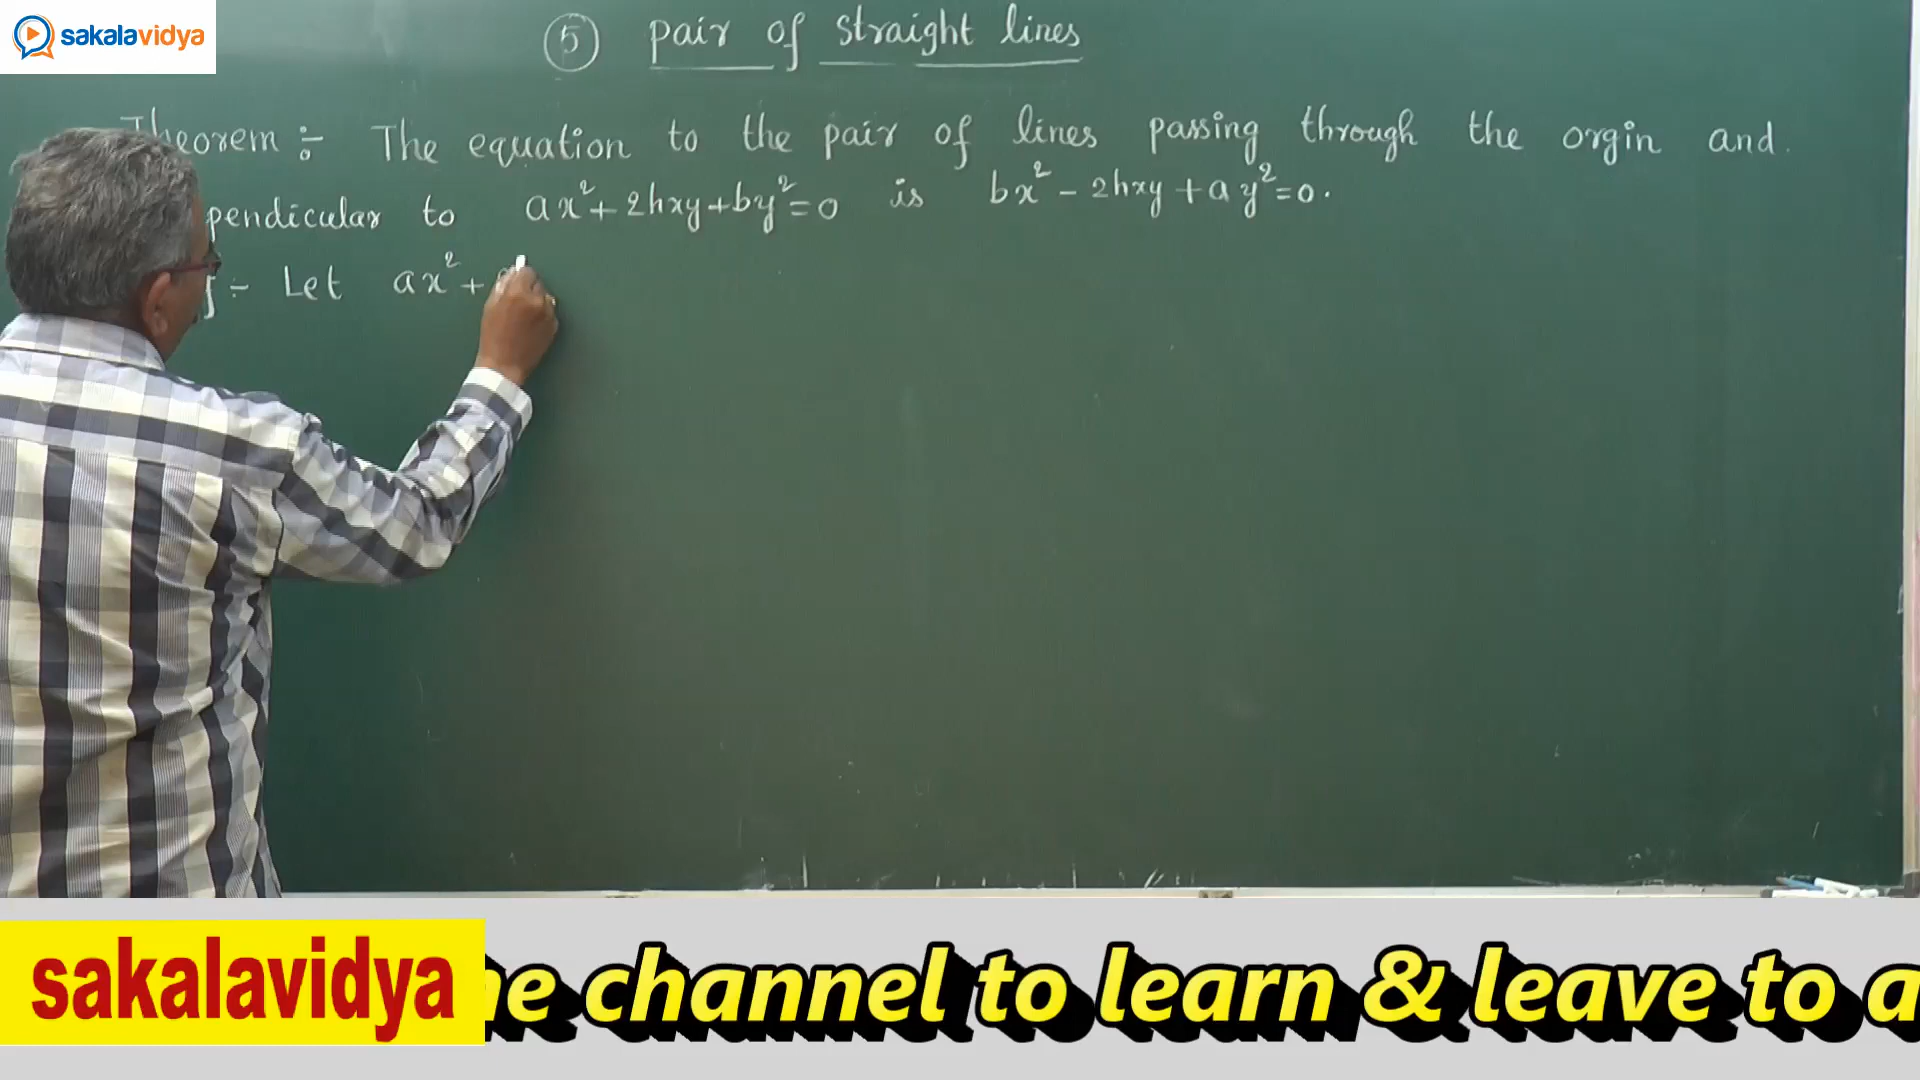 sakalavidya
5 pair of straight lines
Theorem :- The equation to the pair of lines passing through the orgin and
pendicular to ax²+2hxy+by²=0 is bx²-2hxy+ay²=0.
:- Let ax²+
sakalavidya
he channel to learn & leave to a